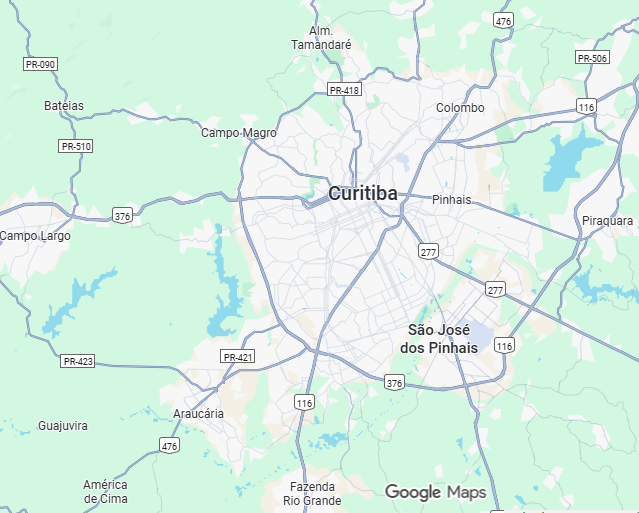 476
Alm.
Tamandaré
PR-506
PR-090
PR-418
Bateias
Colombo
116
Campo Magro
PR-510
Curitiba
Pinhais
376
Piraquara
Campo Largo
277
277
São José
dos Pinhais
116
PR-421
PR-423
376
116
Araucária
Guajuvira
476
América
de Cima
Fazenda
Rio Grande
Google Maps